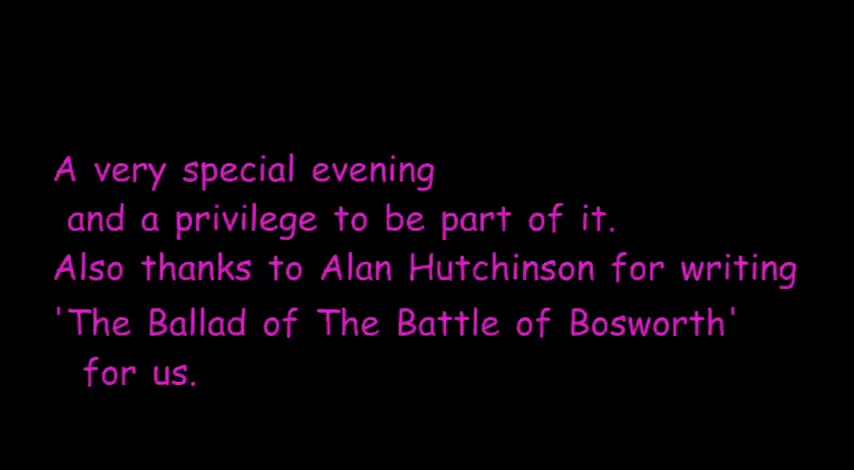 A very special evening
and a privilege to be part of it.
Also thanks to Alan Hutchinson for writing
'The Ballad of The Battle of Bosworth'
for us.